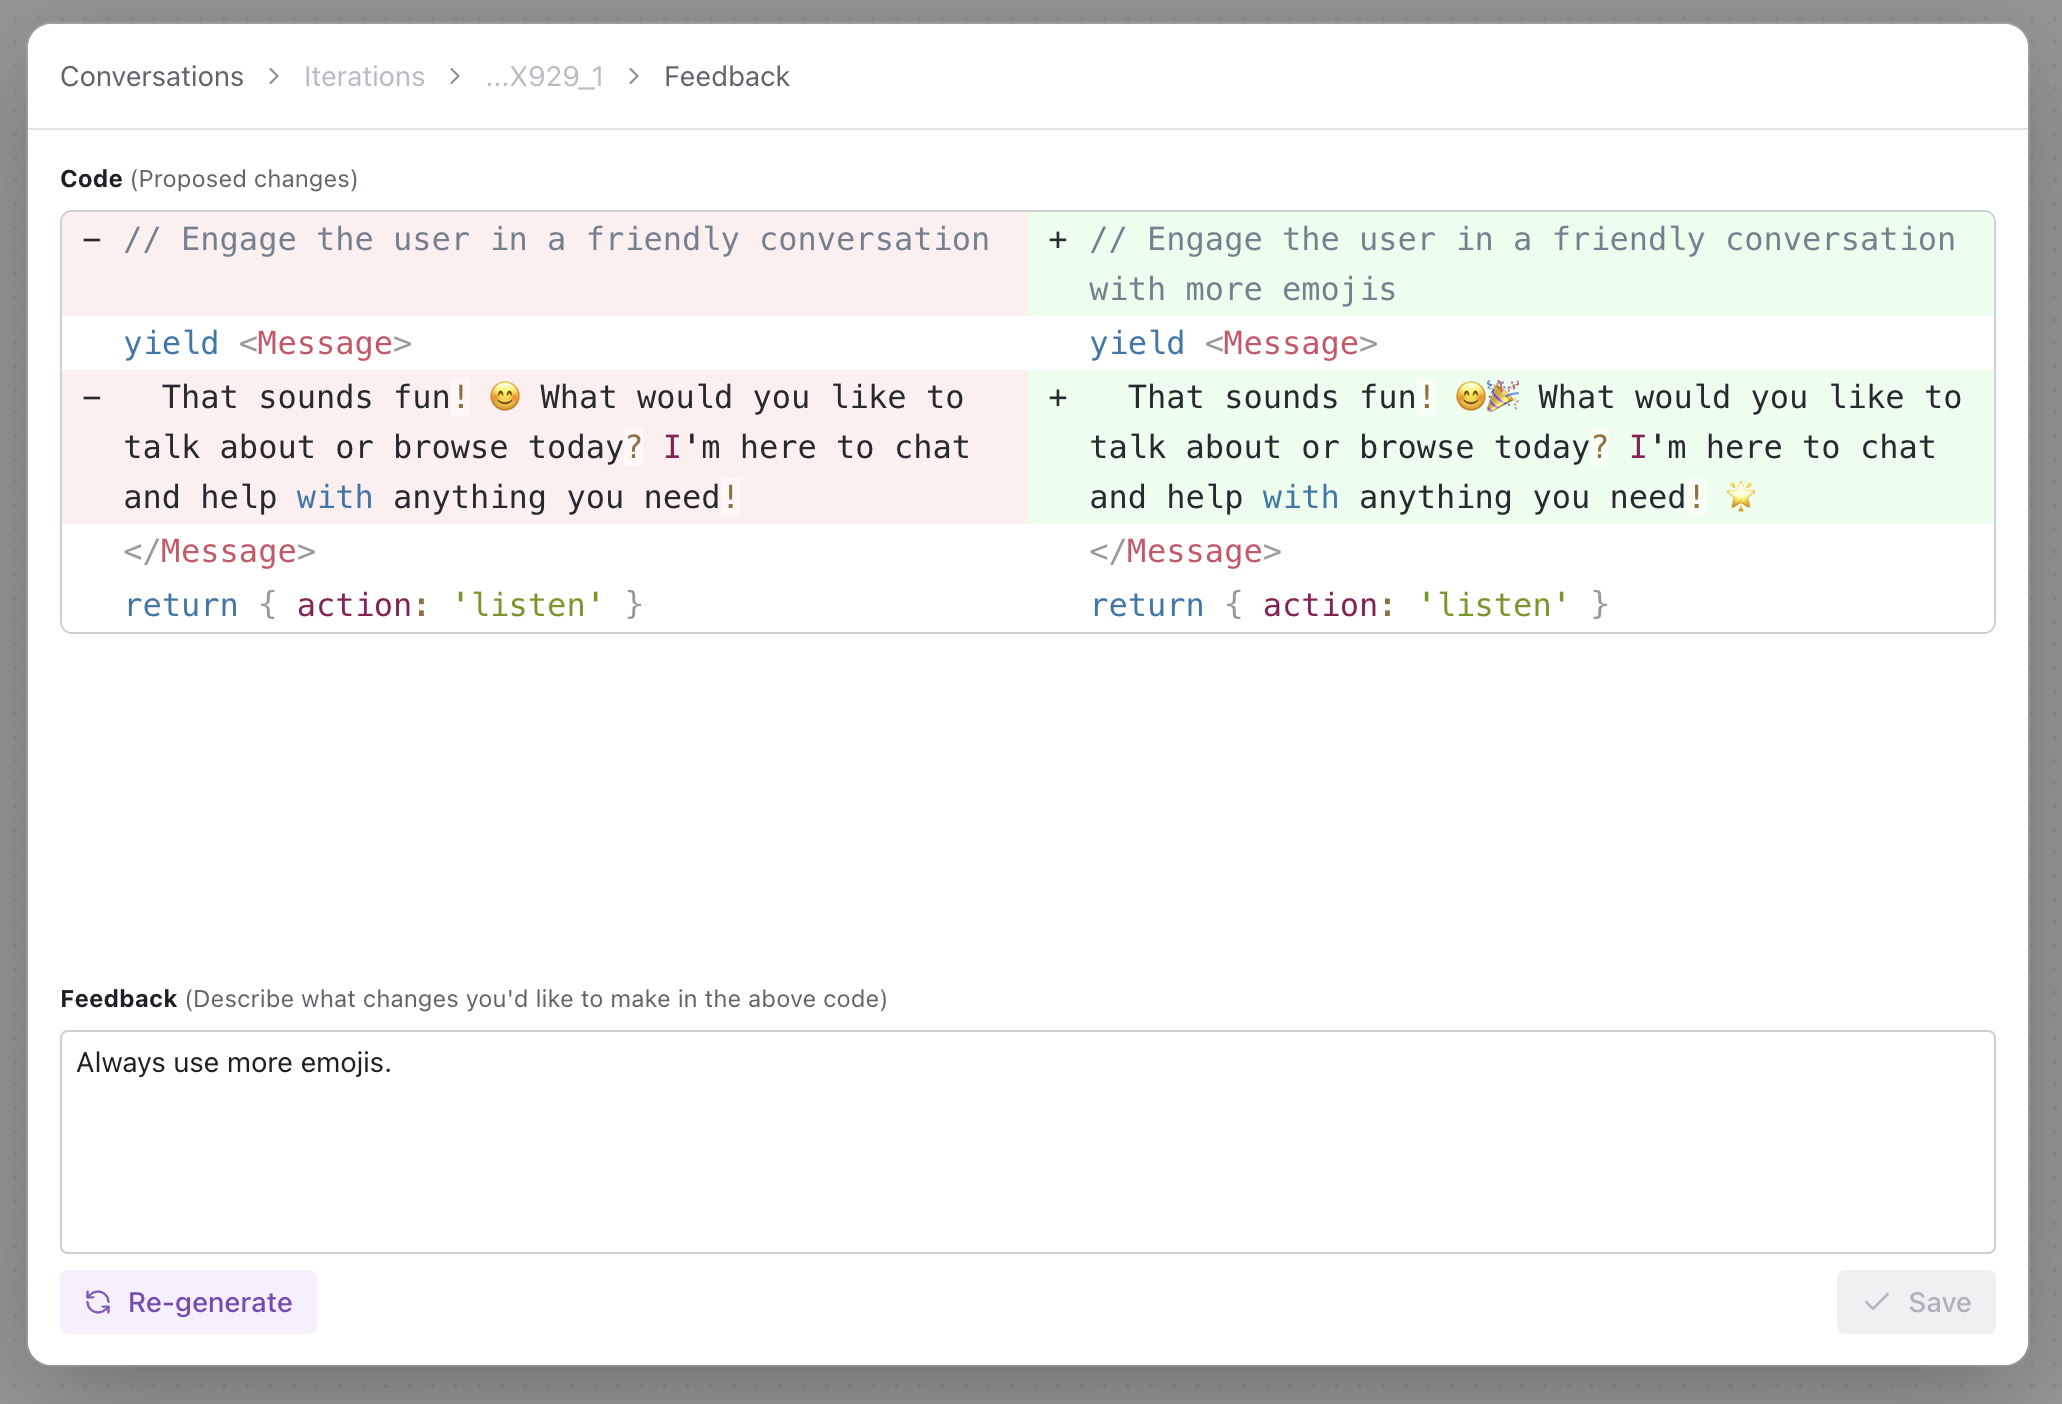 Conversations > Iterations > ...X929_1 > Feedback
Code (Proposed changes)
− // Engage the user in a friendly conversation
yield <Message>
−   That sounds fun! 😊 What would you like to
talk about or browse today? I'm here to chat
and help with anything you need!
</Message>
return { action: 'listen' }
+ // Engage the user in a friendly conversation
with more emojis
yield <Message>
+   That sounds fun! 😊🎉 What would you like to
talk about or browse today? I'm here to chat
and help with anything you need! 🌟
</Message>
return { action: 'listen' }
Feedback (Describe what changes you'd like to make in the above code)
Always use more emojis.
Re-generate
Save